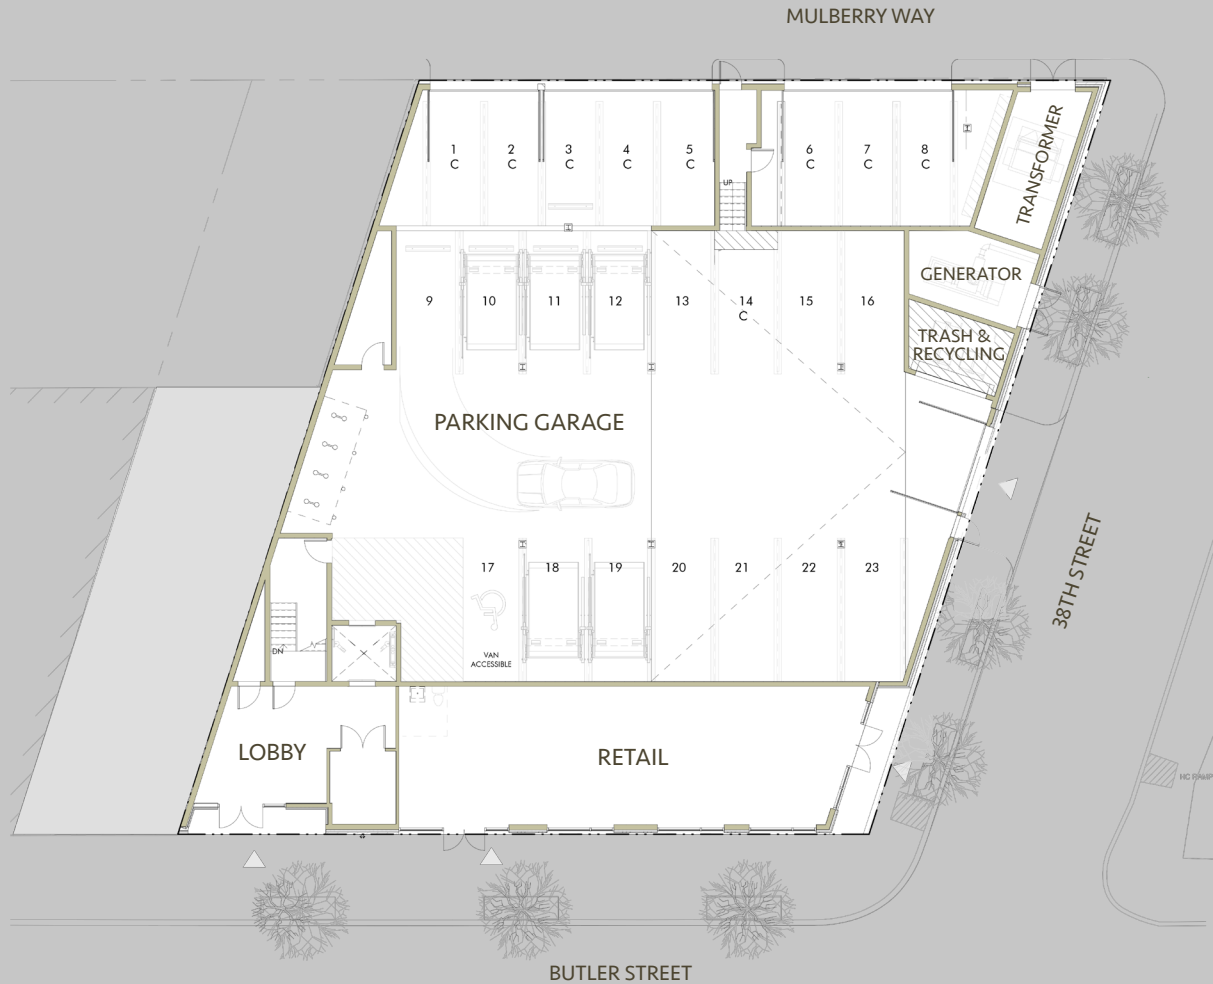 MULBERRY WAY
1
C
2
C
3
C
4
C
5
C
6
C
7
C
8
C
TRANSFORMER
UP
GENERATOR
9
10
11
12
13
14
C
15
16
TRASH &
RECYCLING
PARKING GARAGE
38TH STREET
17
18
19
20
21
22
23
VAN
ACCESSIBLE
DN
LOBBY
RETAIL
HC RAMP
BUTLER STREET